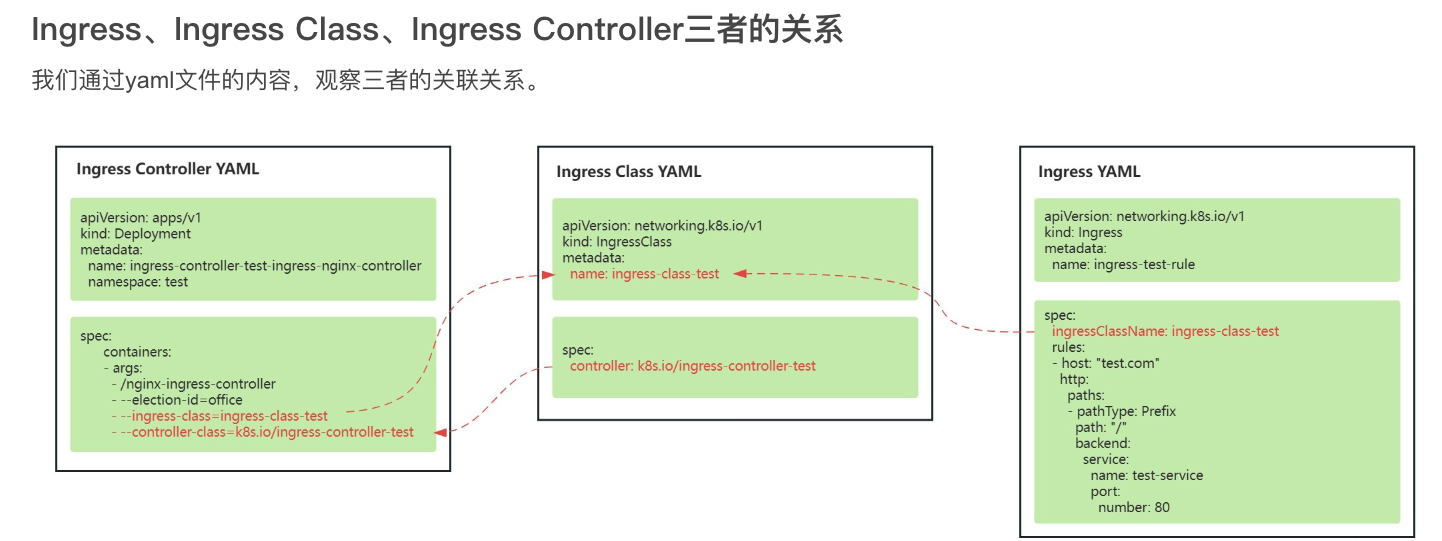 Ingress、Ingress Class、Ingress Controller三者的关系
我们通过yaml文件的内容，观察三者的关联关系。
Ingress Controller YAML
apiVersion: apps/v1
kind: Deployment
metadata:
name: ingress-controller-test-ingress-nginx-controller
namespace: test
spec:
containers:
- args:
- /nginx-ingress-controller
- --election-id=office
- --ingress-class=ingress-class-test
- --controller-class=k8s.io/ingress-controller-test
Ingress Class YAML
apiVersion: networking.k8s.io/v1
kind: IngressClass
metadata:
name: ingress-class-test
spec:
controller: k8s.io/ingress-controller-test
Ingress YAML
apiVersion: networking.k8s.io/v1
kind: Ingress
metadata:
name: ingress-test-rule
spec:
ingressClassName: ingress-class-test
rules:
- host: "test.com"
http:
paths:
- pathType: Prefix
path: "/"
backend:
service:
name: test-service
port:
number: 80